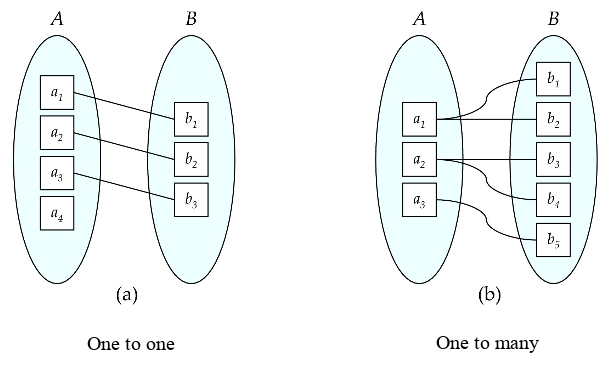 A B
a1 b1
a2 b2
a3 b3
a4
(a)
One to one
A B
b1
a1 b2
a2 b3
a3 b4
b5
(b)
One to many